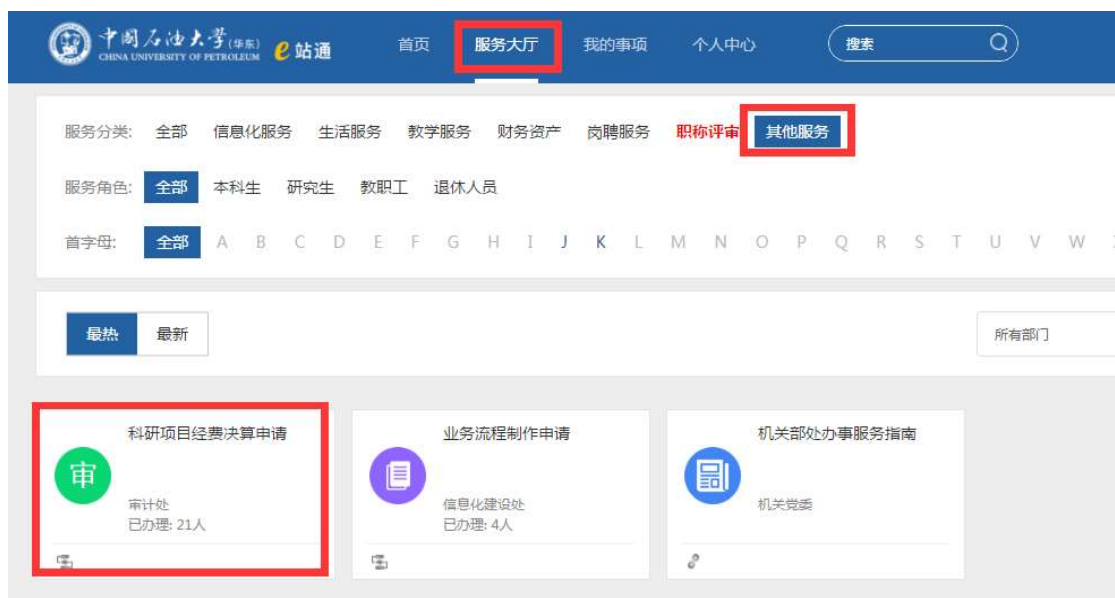 中国石油大学(华东) e站通 首页 服务大厅 我的事项 个人中心 搜索
CHINA UNIVERSITY OF PETROLEUM
服务分类: 全部 信息化服务 生活服务 教学服务 财务资产 岗聘服务 职称评审 其他服务
服务角色: 全部 本科生 研究生 教职工 退休人员
首字母: 全部 A B C D E F G H I J K L M N O P Q R S T U V W
最热 最新 所有部门
科研项目经费决算申请 业务流程制作申请 机关部处办事服务指南
审
审计处 信息化建设处 机关党委
已办理: 21人 已办理: 4人